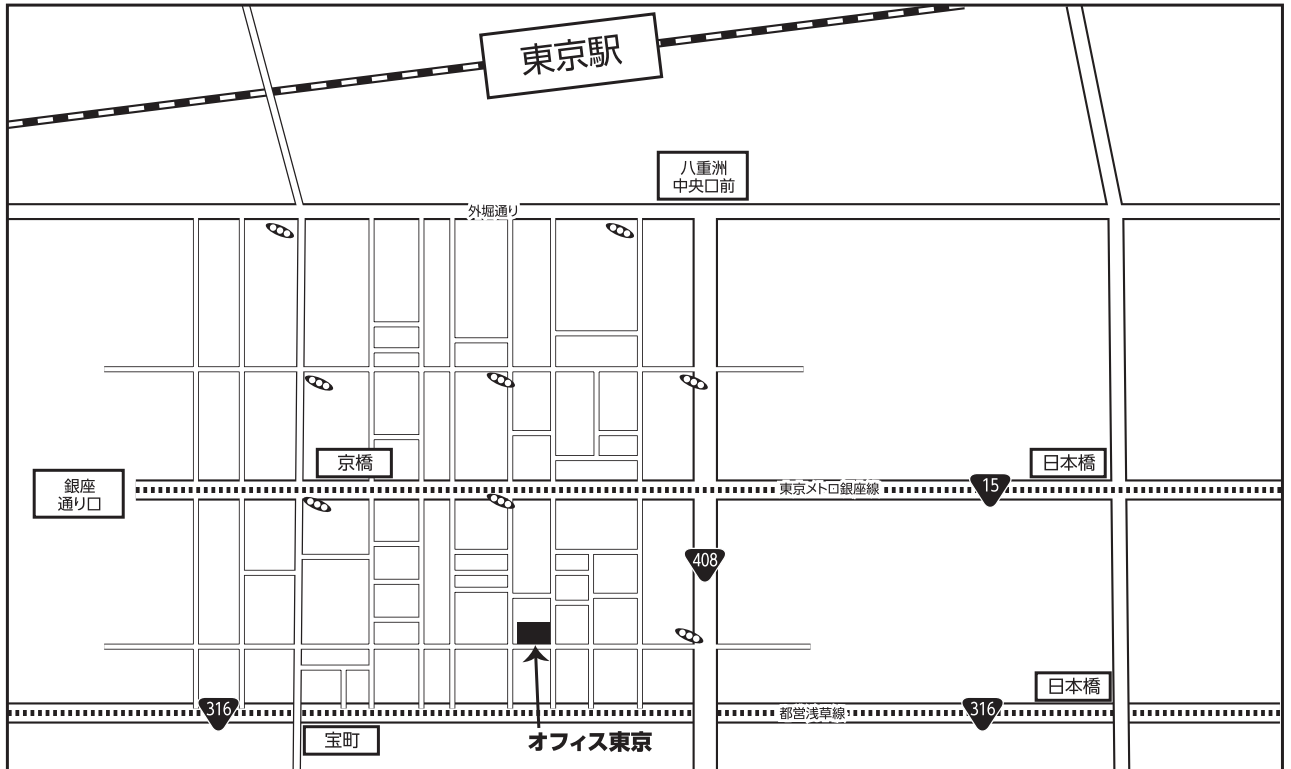 東京駅
八重洲
中央口前
外堀通り
京橋
日本橋
銀座
通り口
東京メトロ銀座線
15
408
日本橋
316
都営浅草線
316
宝町
オフィス東京